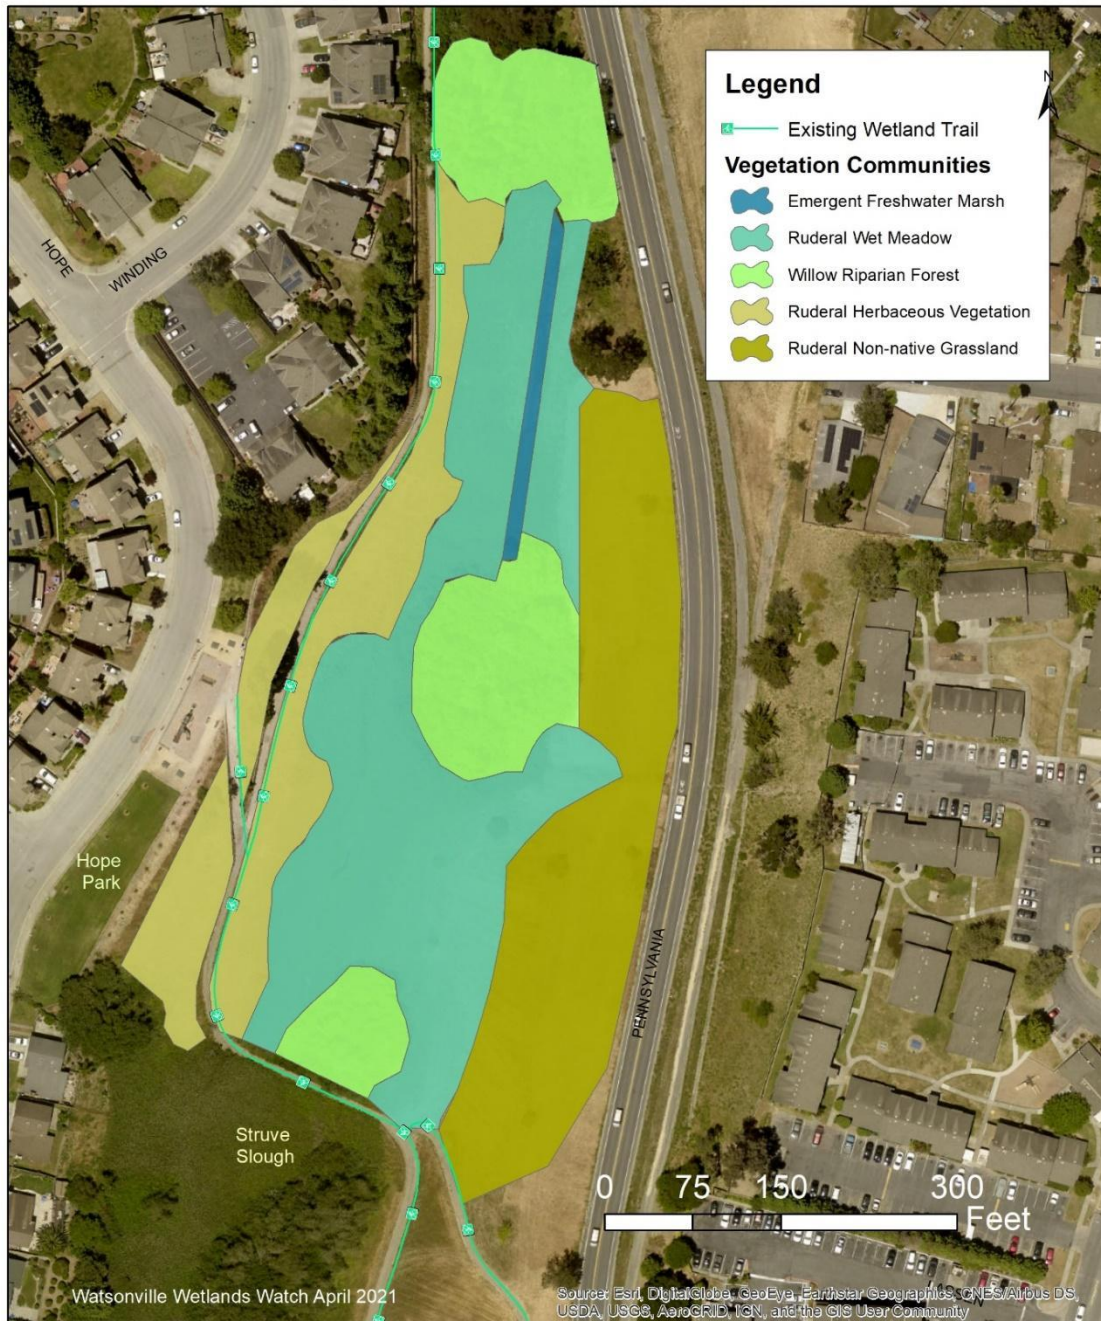 Legend
N
Existing Wetland Trail
Vegetation Communities
Emergent Freshwater Marsh
Ruderal Wet Meadow
Willow Riparian Forest
Ruderal Herbaceous Vegetation
Ruderal Non-native Grassland
HOPE
WINDING
Hope
Park
PENNSYLVANIA
Struve
Slough
0 75 150 300
Feet
Watsonville Wetlands Watch April 2021
Source: Esri, DigitalGlobe, GeoEye, Earthstar Geographics, CNES/Airbus DS,
USDA, USGS, AeroGRID, IGN, and the GIS User Community